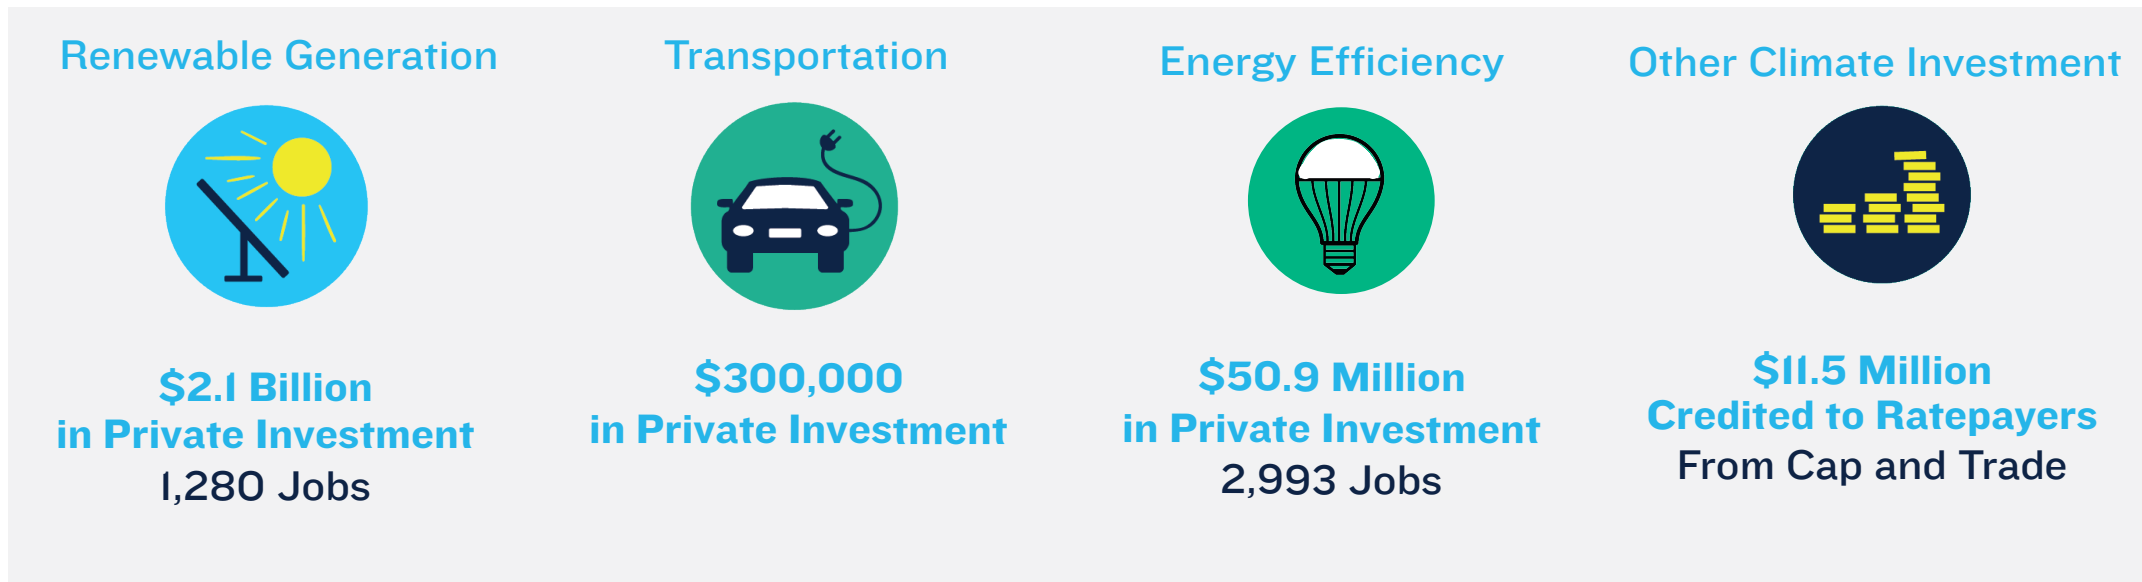 Renewable Generation
$2.1 Billion
in Private Investment
1,280 Jobs
Transportation
$300,000
in Private Investment
Energy Efficiency
$50.9 Million
in Private Investment
2,993 Jobs
Other Climate Investment
$11.5 Million
Credited to Ratepayers
From Cap and Trade